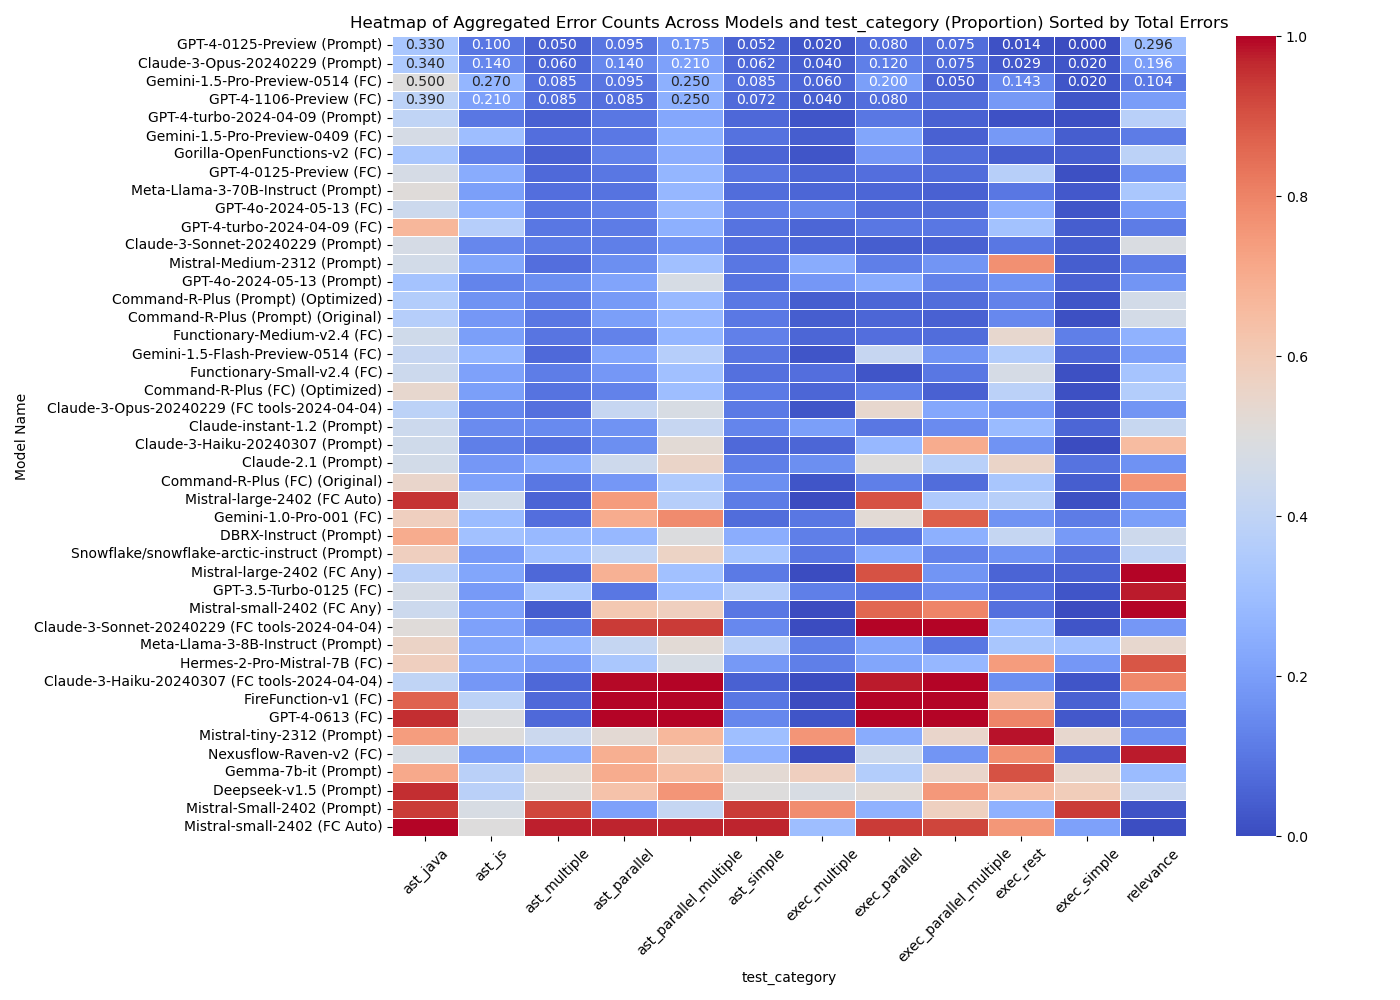 Heatmap of Aggregated Error Counts Across Models and test_category (Proportion) Sorted by Total Errors
GPT-4-0125-Preview (Prompt) 0.330 0.100 0.050 0.095 0.175 0.052 0.020 0.080 0.075 0.014 0.000 0.296
Claude-3-Opus-20240229 (Prompt) 0.340 0.140 0.060 0.140 0.210 0.062 0.040 0.120 0.075 0.029 0.020 0.196
Gemini-1.5-Pro-Preview-0514 (FC) 0.500 0.270 0.085 0.095 0.250 0.085 0.060 0.200 0.050 0.143 0.020 0.104
GPT-4-1106-Preview (FC) 0.390 0.210 0.085 0.085 0.250 0.072 0.040 0.080
GPT-4-turbo-2024-04-09 (Prompt)
Gemini-1.5-Pro-Preview-0409 (FC)
Gorilla-OpenFunctions-v2 (FC)
GPT-4-0125-Preview (FC)
Meta-Llama-3-70B-Instruct (Prompt)
GPT-4o-2024-05-13 (FC)
GPT-4-turbo-2024-04-09 (FC)
Claude-3-Sonnet-20240229 (Prompt)
Mistral-Medium-2312 (Prompt)
GPT-4o-2024-05-13 (Prompt)
Command-R-Plus (Prompt) (Optimized)
Command-R-Plus (Prompt) (Original)
Functionary-Medium-v2.4 (FC)
Gemini-1.5-Flash-Preview-0514 (FC)
Functionary-Small-v2.4 (FC)
Command-R-Plus (FC) (Optimized)
Claude-3-Opus-20240229 (FC tools-2024-04-04)
Claude-instant-1.2 (Prompt)
Claude-3-Haiku-20240307 (Prompt)
Claude-2.1 (Prompt)
Command-R-Plus (FC) (Original)
Mistral-large-2402 (FC Auto)
Gemini-1.0-Pro-001 (FC)
DBRX-Instruct (Prompt)
Snowflake/snowflake-arctic-instruct (Prompt)
Mistral-large-2402 (FC Any)
GPT-3.5-Turbo-0125 (FC)
Mistral-small-2402 (FC Any)
Claude-3-Sonnet-20240229 (FC tools-2024-04-04)
Meta-Llama-3-8B-Instruct (Prompt)
Hermes-2-Pro-Mistral-7B (FC)
Claude-3-Haiku-20240307 (FC tools-2024-04-04)
FireFunction-v1 (FC)
GPT-4-0613 (FC)
Mistral-tiny-2312 (Prompt)
Nexusflow-Raven-v2 (FC)
Gemma-7b-it (Prompt)
Deepseek-v1.5 (Prompt)
Mistral-Small-2402 (Prompt)
Mistral-small-2402 (FC Auto)
Model Name
ast_java
ast_js
ast_multiple
ast_parallel
ast_parallel_multiple
ast_simple
exec_multiple
exec_parallel
exec_parallel_multiple
exec_rest
exec_simple
relevance
test_category
1.0
0.8
0.6
0.4
0.2
0.0